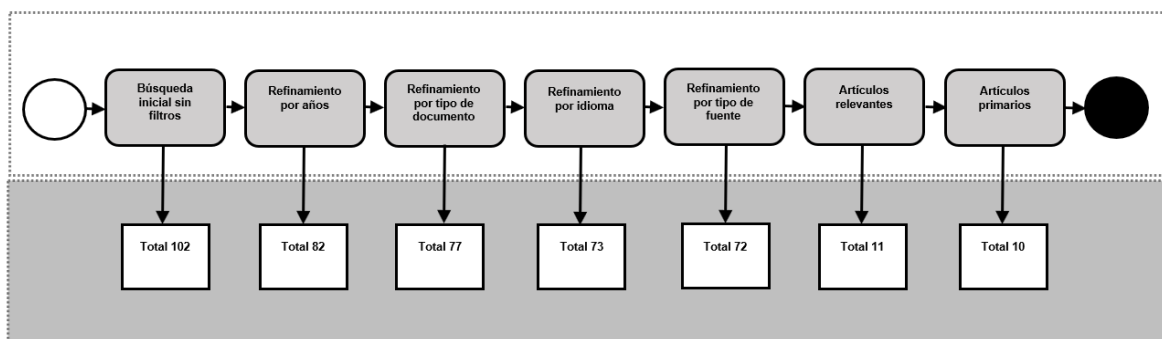 Búsqueda
inicial sin
filtros
Refinamiento
por años
Refinamiento
por tipo de
documento
Refinamiento
por idioma
Refinamiento
por tipo de
fuente
Artículos
relevantes
Artículos
primarios
Total 102
Total 82
Total 77
Total 73
Total 72
Total 11
Total 10